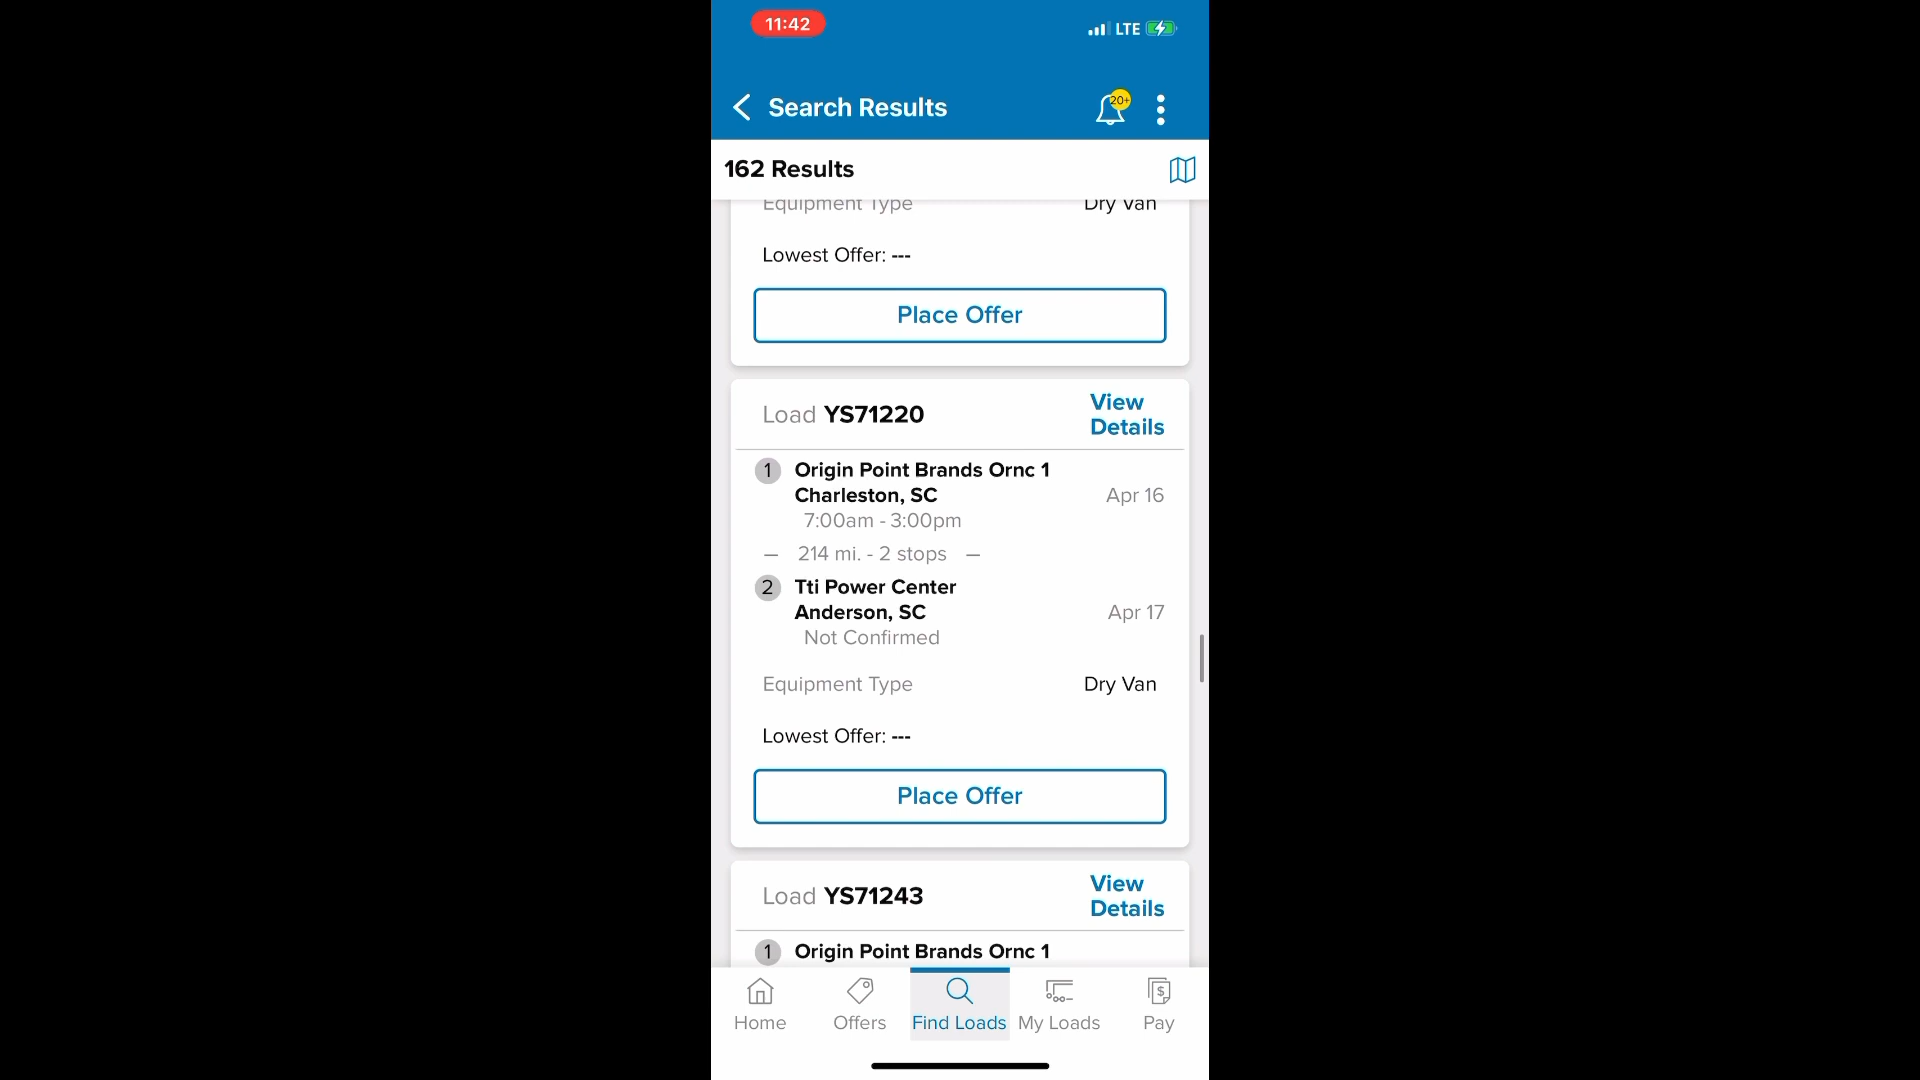 11:42
LTE
Search Results
20+
162 Results
Equipment Type Dry Van
Lowest Offer: ---
Place Offer
Load YS71220
View
Details
1 Origin Point Brands Ornc 1
Charleston, SC
Apr 16
7:00am - 3:00pm
— 214 mi. - 2 stops —
2 Tti Power Center
Anderson, SC
Apr 17
Not Confirmed
Equipment Type Dry Van
Lowest Offer: ---
Place Offer
Load YS71243
View
Details
1 Origin Point Brands Ornc 1
Home Offers Find Loads My Loads Pay